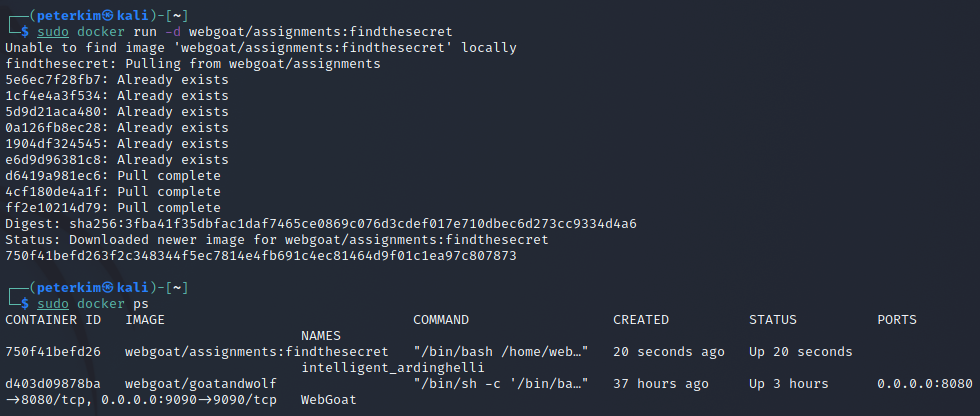 ┌──(peterkim㉿kali)-[~]
└─$ sudo docker run -d webgoat/assignments:findthesecret
Unable to find image 'webgoat/assignments:findthesecret' locally
findthesecret: Pulling from webgoat/assignments
5e6ec7f28fb7: Already exists
1cf4e4a3f534: Already exists
5d9d21aca480: Already exists
0a126fb8ec28: Already exists
1904df324545: Already exists
e6d9d96381c8: Already exists
d6419a981ec6: Pull complete
4cf180de4a1f: Pull complete
ff2e10214d79: Pull complete
Digest: sha256:3fba41f35dbfac1daf7465ce0869c076d3cdef017e710dbec6d273cc9334d4a6
Status: Downloaded newer image for webgoat/assignments:findthesecret
750f41befd263f2c348344f5ec7814e4fb691c4ec81464d9f01c1ea97c807873
┌──(peterkim㉿kali)-[~]
└─$ sudo docker ps
CONTAINER ID   IMAGE                               COMMAND                  CREATED          STATUS          PORTS
NAMES
750f41befd26   webgoat/assignments:findthesecret   "/bin/bash /home/web…"   20 seconds ago   Up 20 seconds
intelligent_ardinghelli
d403d09878ba   webgoat/goatandwolf                 "/bin/sh -c '/bin/ba…"   37 hours ago     Up 3 hours      0.0.0.0:8080
->8080/tcp, 0.0.0.0:9090->9090/tcp   WebGoat